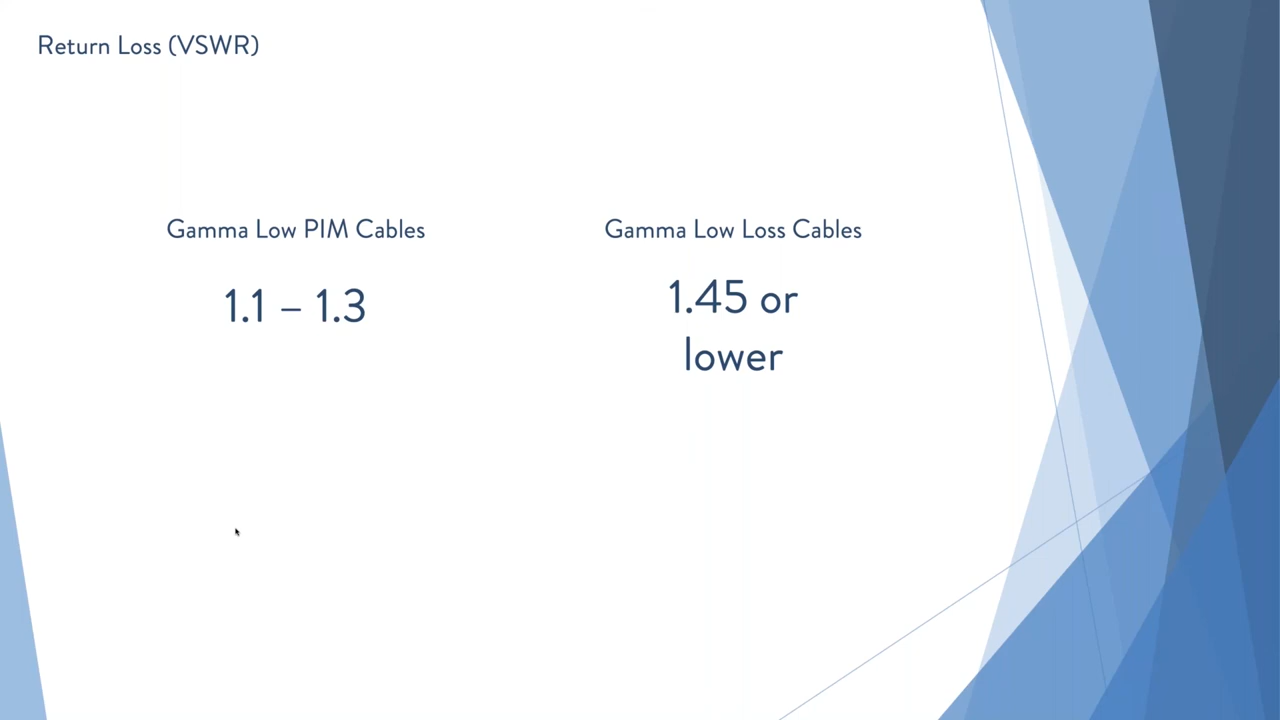 Return Loss (VSWR)
Gamma Low PIM Cables
1.1 – 1.3
Gamma Low Loss Cables
1.45 or
lower